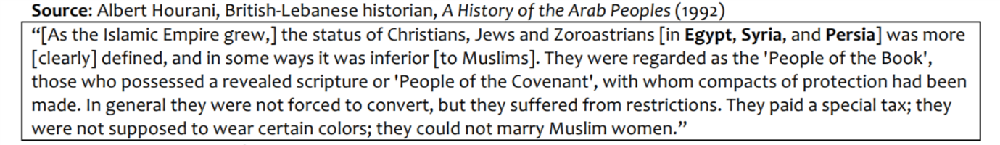 Source: Albert Hourani, British-Lebanese historian, A History of the Arab Peoples (1992)
“[As the Islamic Empire grew,] the status of Christians, Jews and Zoroastrians [in Egypt, Syria, and Persia] was more
[clearly] defined, and in some ways it was inferior [to Muslims]. They were regarded as the 'People of the Book',
those who possessed a revealed scripture or 'People of the Covenant', with whom compacts of protection had been
made. In general they were not forced to convert, but they suffered from restrictions. They paid a special tax; they
were not supposed to wear certain colors; they could not marry Muslim women.”